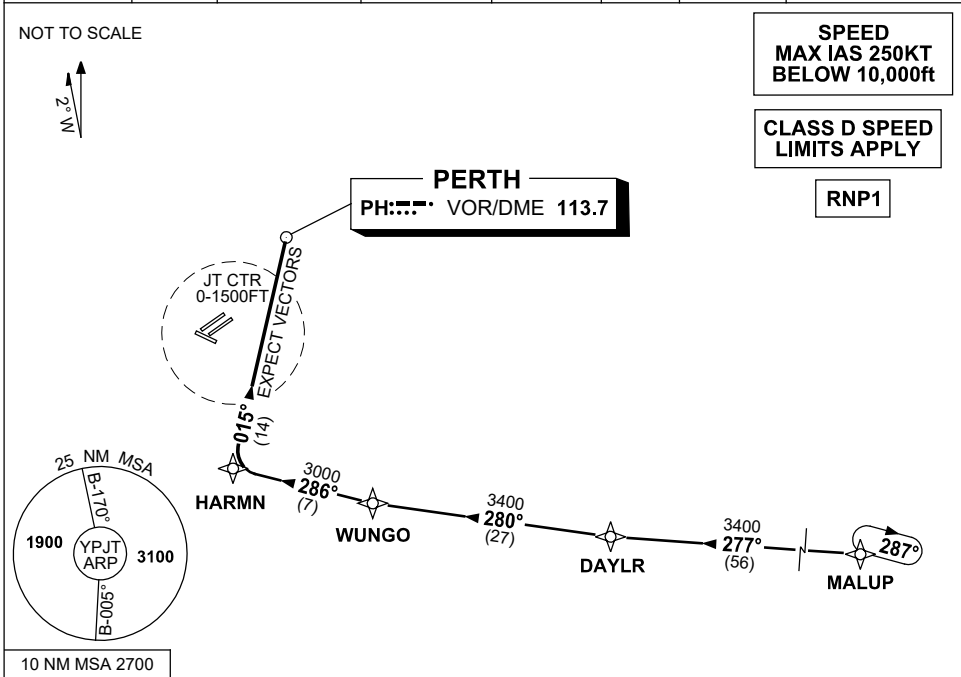 NOT TO SCALE
2° W
SPEED
MAX IAS 250KT
BELOW 10,000ft
CLASS D SPEED
LIMITS APPLY
RNP1
PERTH
PH VOR/DME 113.7
JT CTR
0-1500FT
EXPECT VECTORS
015°
(14)
HARMN
3000
286°
(7)
WUNGO
3400
280°
(27)
DAYLR
3400
277°
(56)
MALUP
287°
25 NM MSA
B-170°
1900
YPJT
ARP
3100
B-005°
10 NM MSA 2700